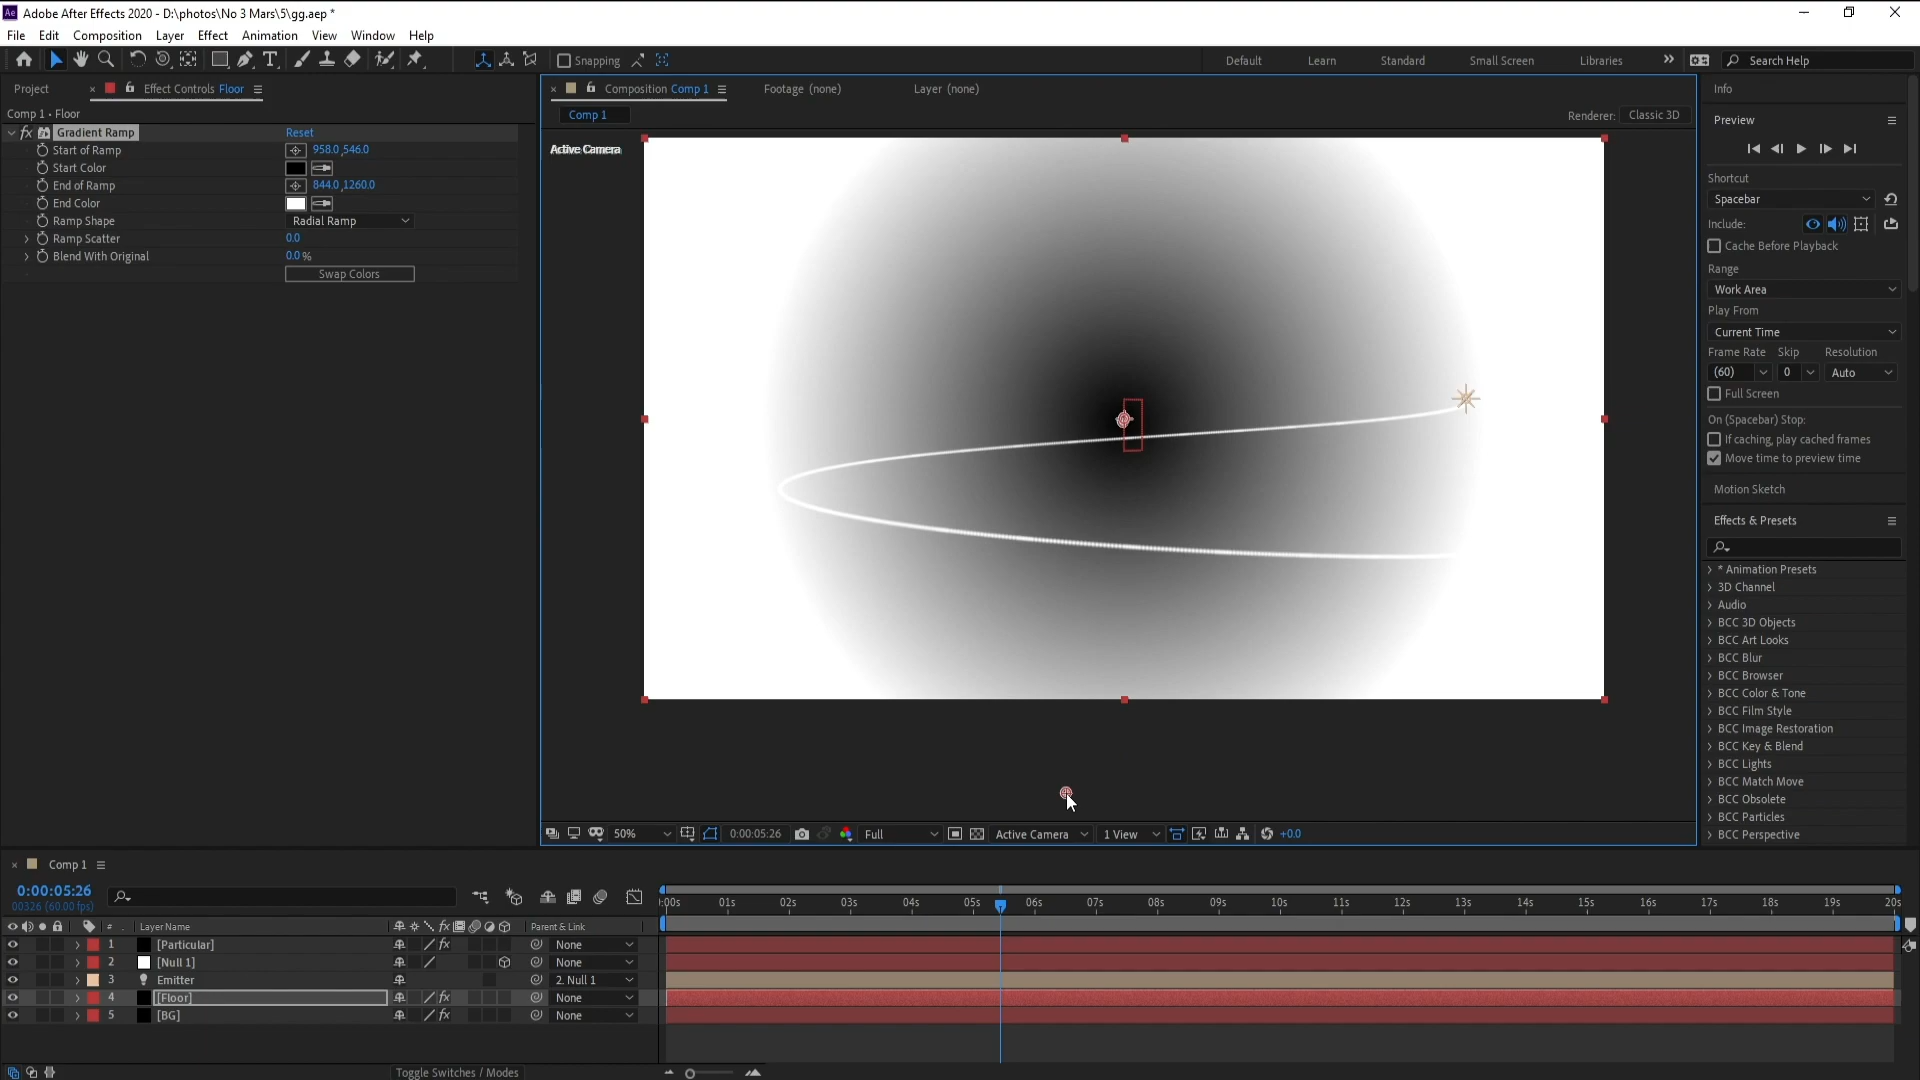 Adobe After Effects 2020 - D:\photos\No 3 Mars\5\gg.aep *
File Edit Composition Layer Effect Animation View Window Help
Snapping
Default Learn Standard Small Screen Libraries
Search Help
Project
Effect Controls Floor
Comp 1 • Floor
fx Gradient Ramp Reset
Start of Ramp 958.0,546.0
Start Color
End of Ramp 844.0,1260.0
End Color
Ramp Shape Radial Ramp
Ramp Scatter 0.0
Blend With Original 0.0 %
Swap Colors
Composition Comp 1
Footage (none)
Layer (none)
Comp 1
Renderer: Classic 3D
Active Camera
50%
0:00:05:26
Full
Active Camera
1 View
+0.0
Info
Preview
Shortcut
Spacebar
Include:
Cache Before Playback
Range
Work Area
Play From
Current Time
Frame Rate Skip Resolution
(60) 0 Auto
Full Screen
On (Spacebar) Stop:
If caching, play cached frames
Move time to preview time
Motion Sketch
Effects & Presets
* Animation Presets
3D Channel
Audio
BCC 3D Objects
BCC Art Looks
BCC Blur
BCC Browser
BCC Color & Tone
BCC Film Style
BCC Image Restoration
BCC Key & Blend
BCC Lights
BCC Match Move
BCC Obsolete
BCC Particles
BCC Perspective
Comp 1
0:00:05:26
00326 (60.00 fps)
:00s 01s 02s 03s 04s 05s 06s 07s 08s 09s 10s 11s 12s 13s 14s 15s 16s 17s 18s 19s 20s
# Layer Name fx Parent & Link
1 [Particular] fx None
2 [Null 1] None
3 Emitter 2. Null 1
4 [Floor] fx None
5 [BG] fx None
Toggle Switches / Modes